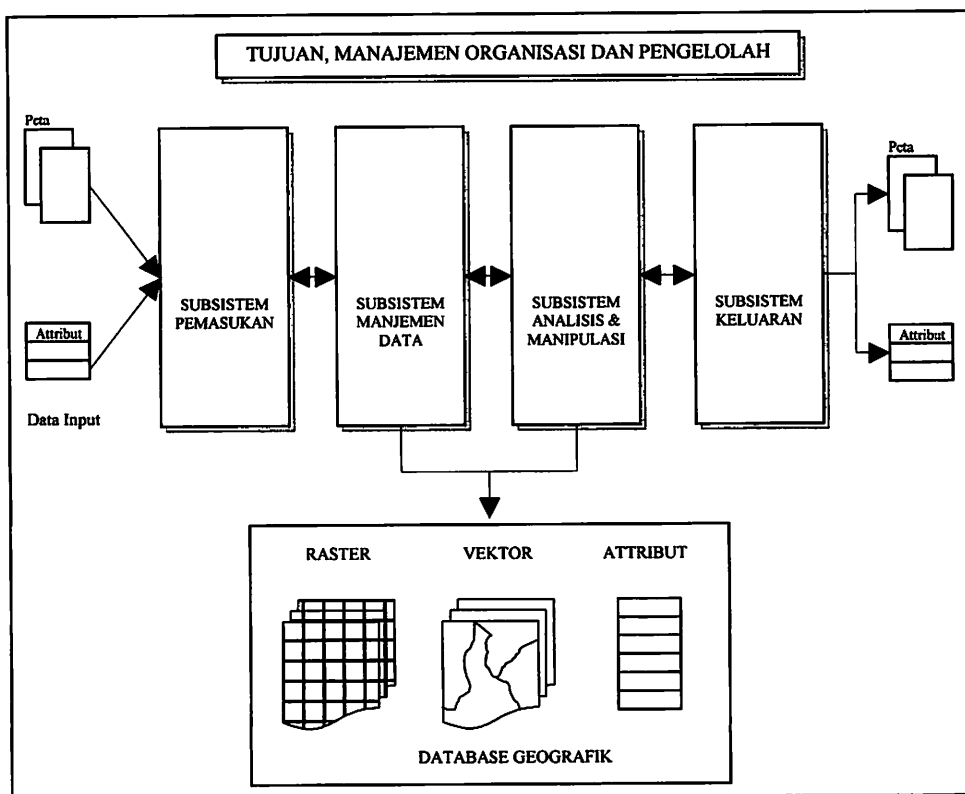 TUJUAN, MANAJEMEN ORGANISASI DAN PENGELOLAH
Peta
Attribut
Data Input
SUBSISTEM
PEMASUKAN
SUBSISTEM
MANJEMEN
DATA
SUBSISTEM
ANALISIS &
MANIPULASI
SUBSISTEM
KELUARAN
Peta
Attribut
RASTER
VEKTOR
ATTRIBUT
DATABASE GEOGRAFIK